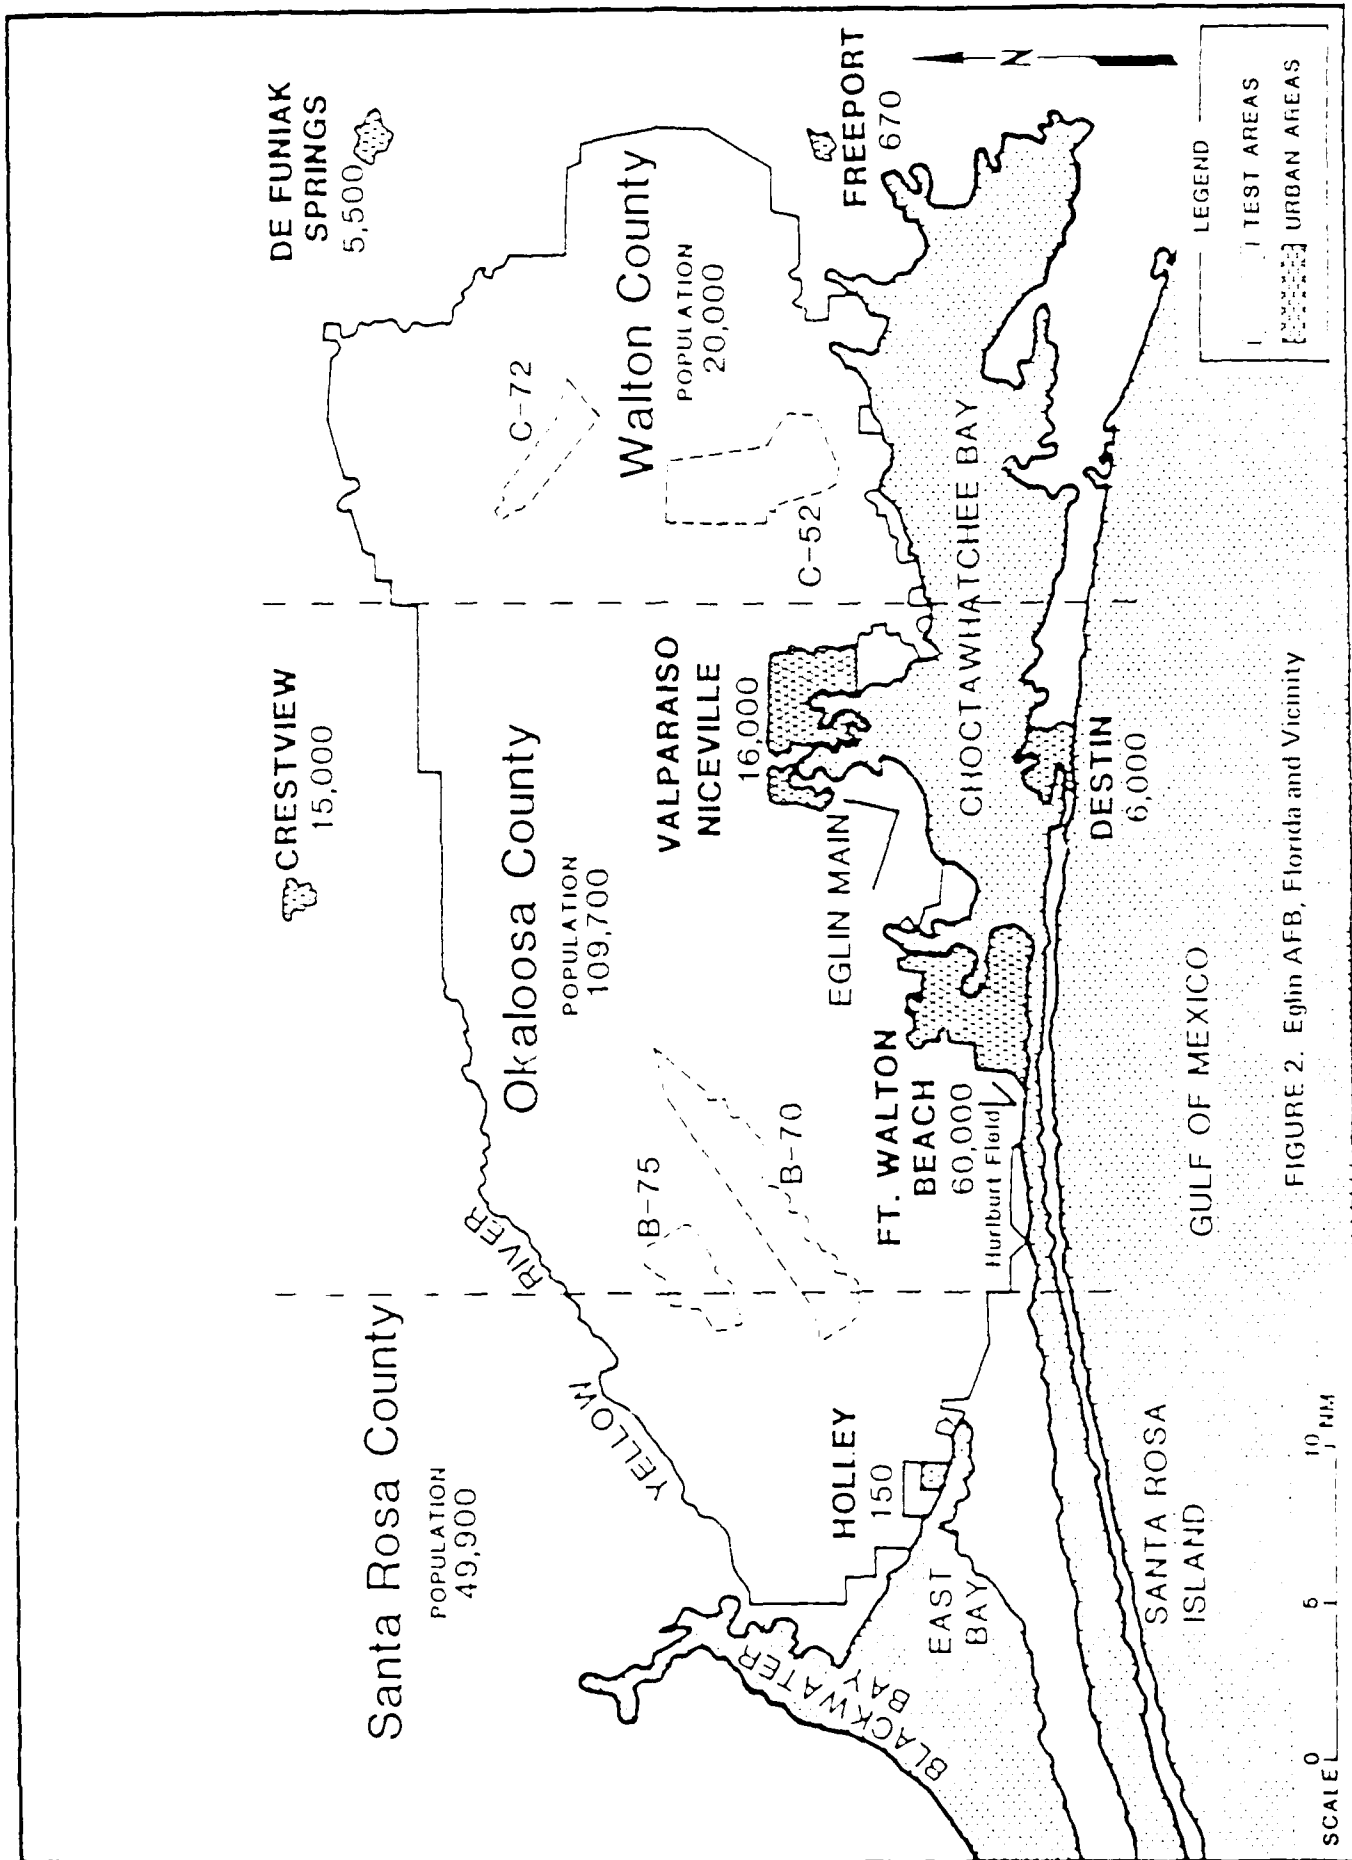 Santa Rosa County
POPULATION
49,900
CRESTVIEW
15,000
DE FUNIAK
SPRINGS
5,500
Okaloosa County
POPULATION
109,700
YELLOW RIVER
C-72
Walton County
POPULATION
20,000
B-75
B-70
C-52
VALPARAISO
NICEVILLE
16,000
FREEPORT
670
HOLLEY
150
EGLIN MAIN
FT. WALTON
BEACH
60,000
Hurlburt Field
BLACKWATER
BAY
EAST
BAY
CHOCTAWHATCHEE BAY
DESTIN
6,000
SANTA ROSA
ISLAND
GULF OF MEXICO
N
LEGEND
TEST AREAS
URBAN AREAS
SCALE
0 5 10
NM
FIGURE 2. Eglin AFB, Florida and Vicinity